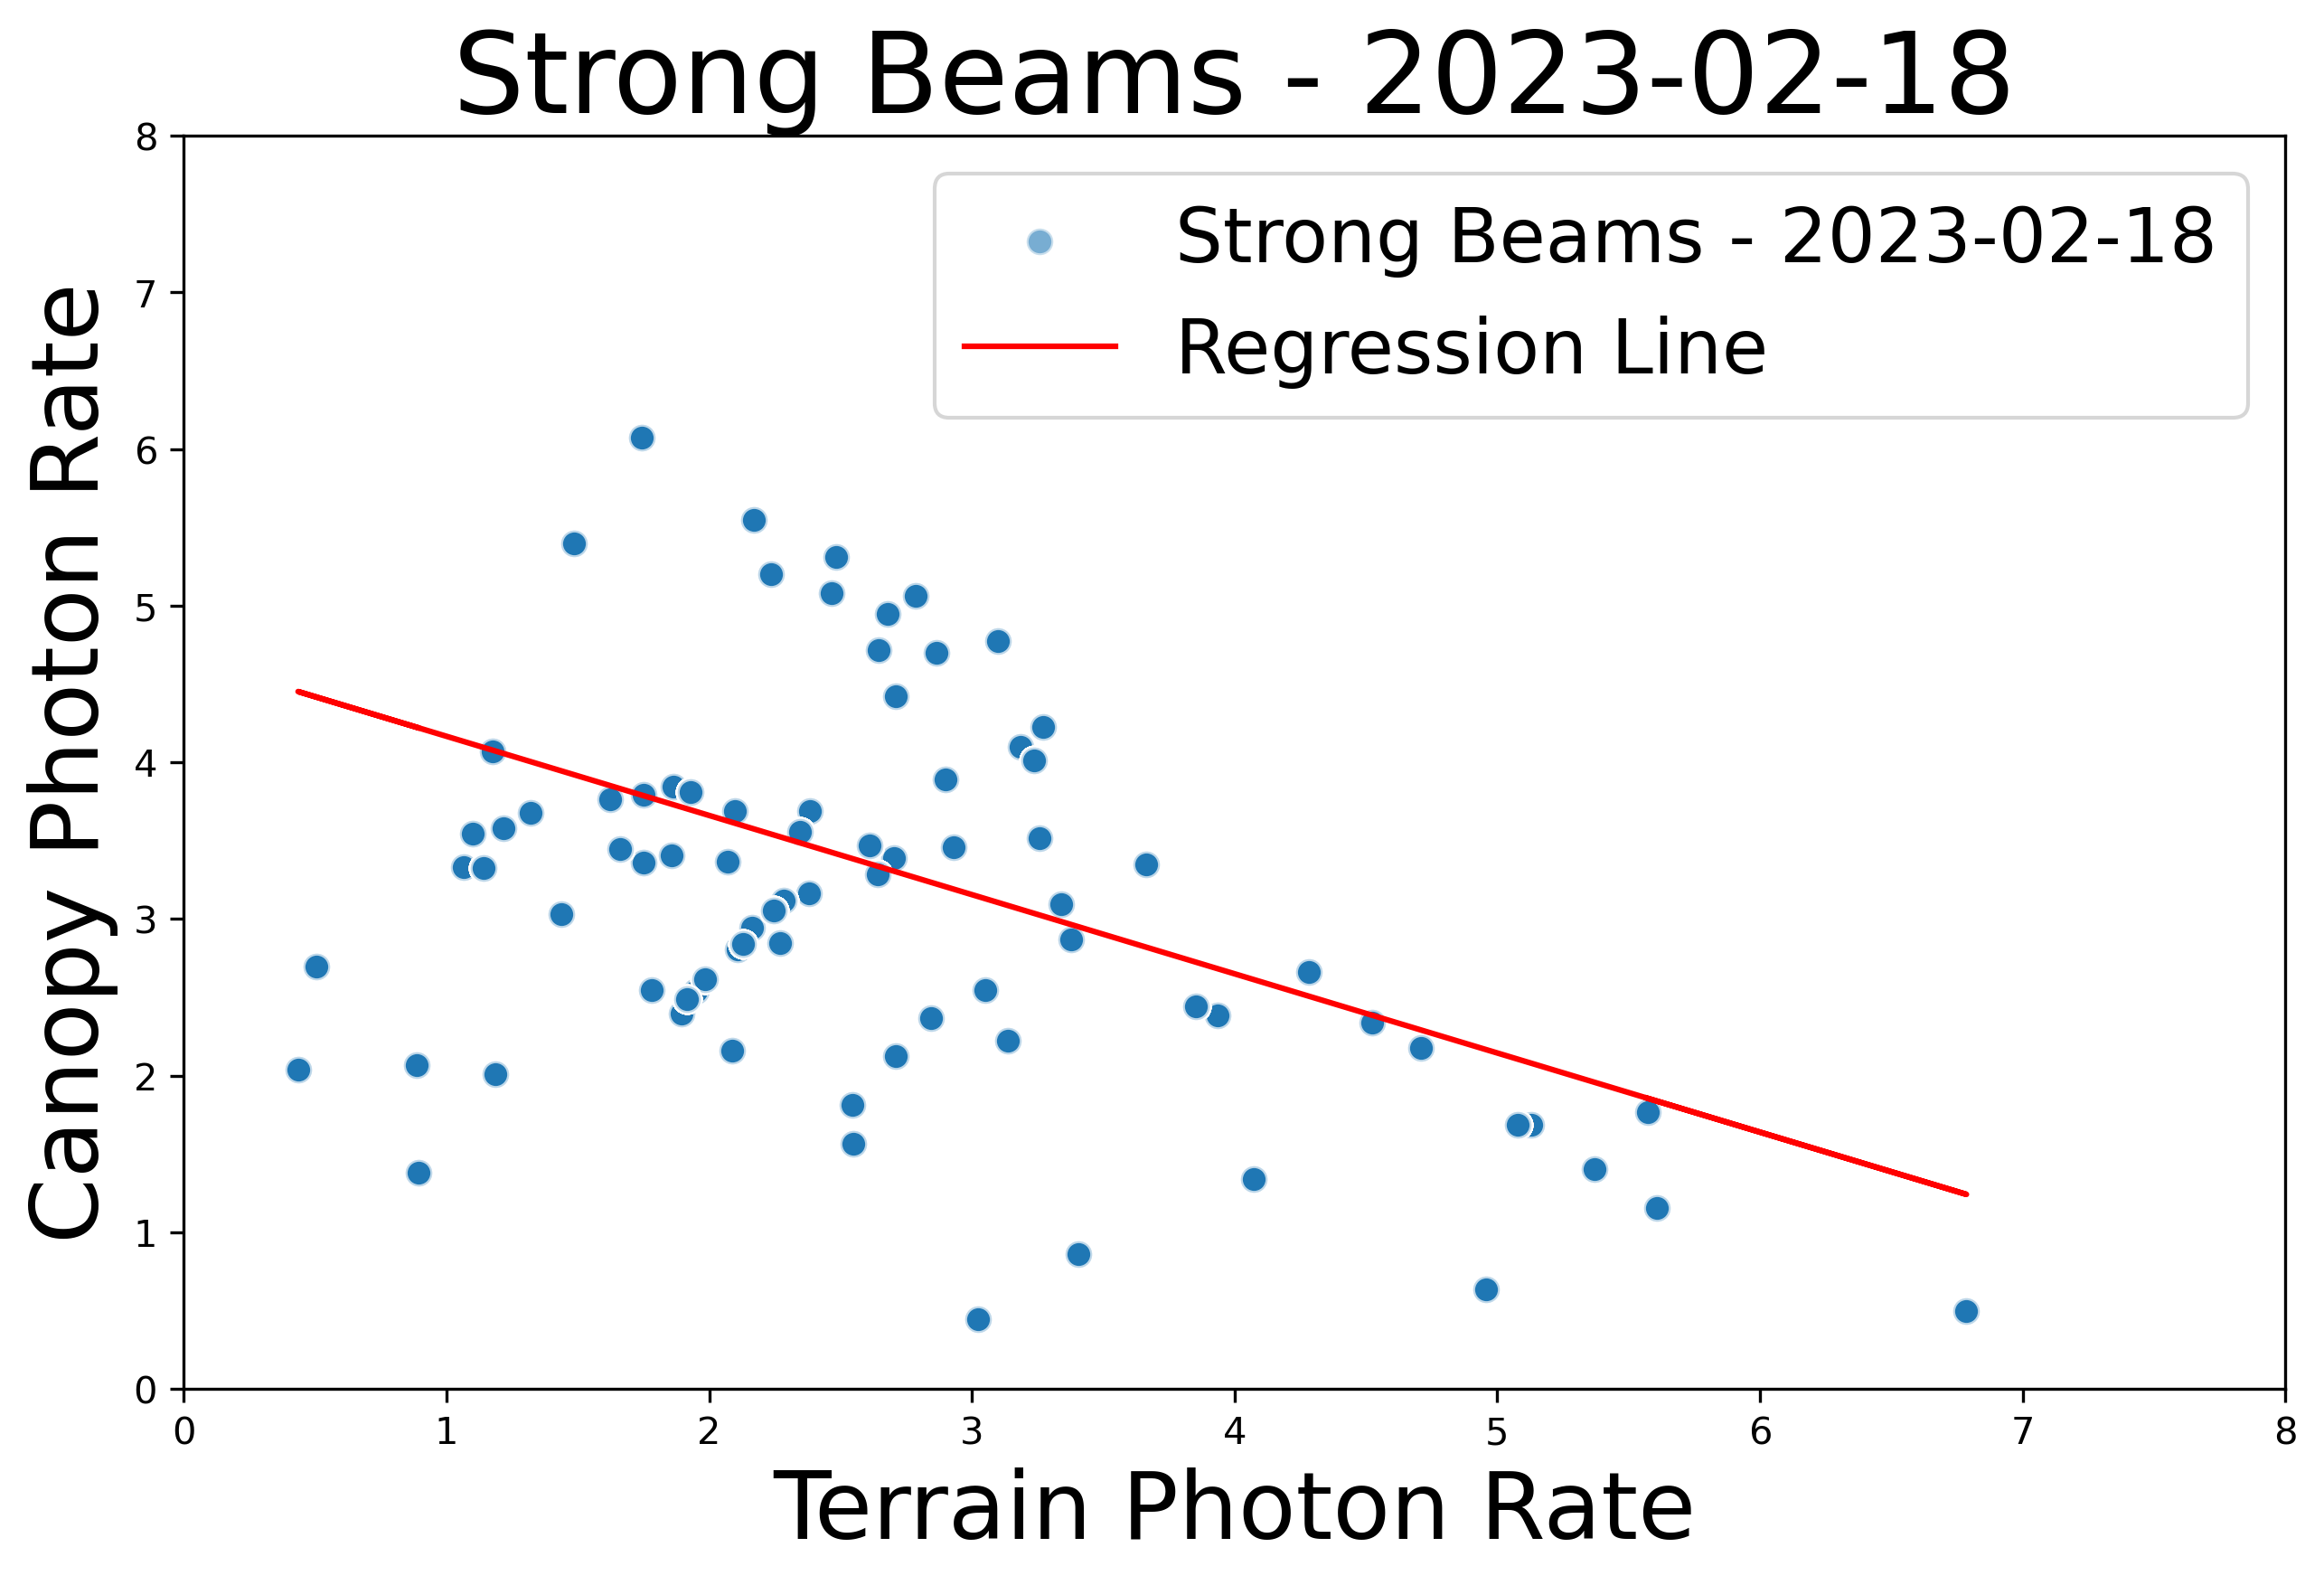 Strong Beams - 2023-02-18
Strong Beams - 2023-02-18
Regression Line
Canopy Photon Rate
8
7
6
5
4
3
2
1
0
0 1 2 3 4 5 6 7 8
Terrain Photon Rate